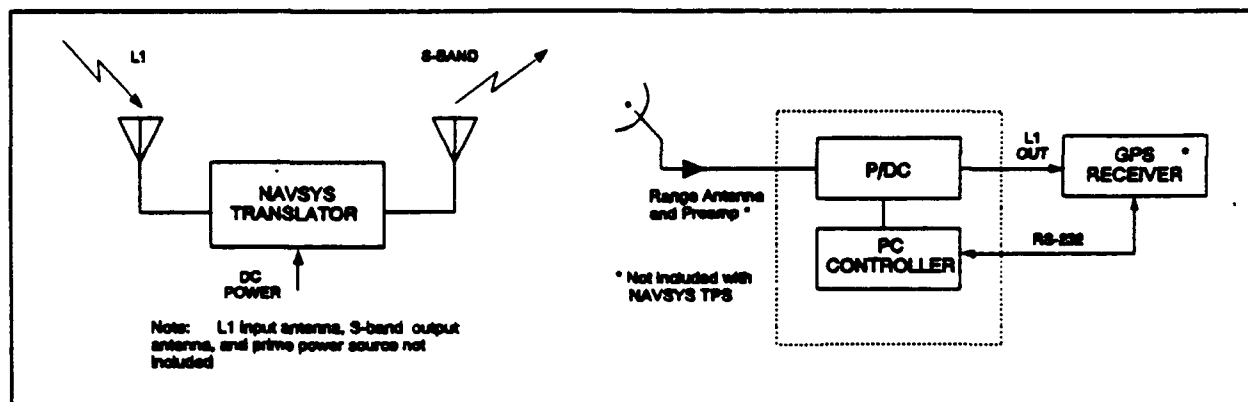 L1
S-BAND
NAVSYS
TRANSLATOR
DC
POWER
Note: L1 input antenna, S-band output
antenna, and prime power source not
included
Range Antenna
and Preamp *
* Not included with
NAVSYS TPS
P/DC
PC
CONTROLLER
L1
OUT
GPS *
RECEIVER
RS-232